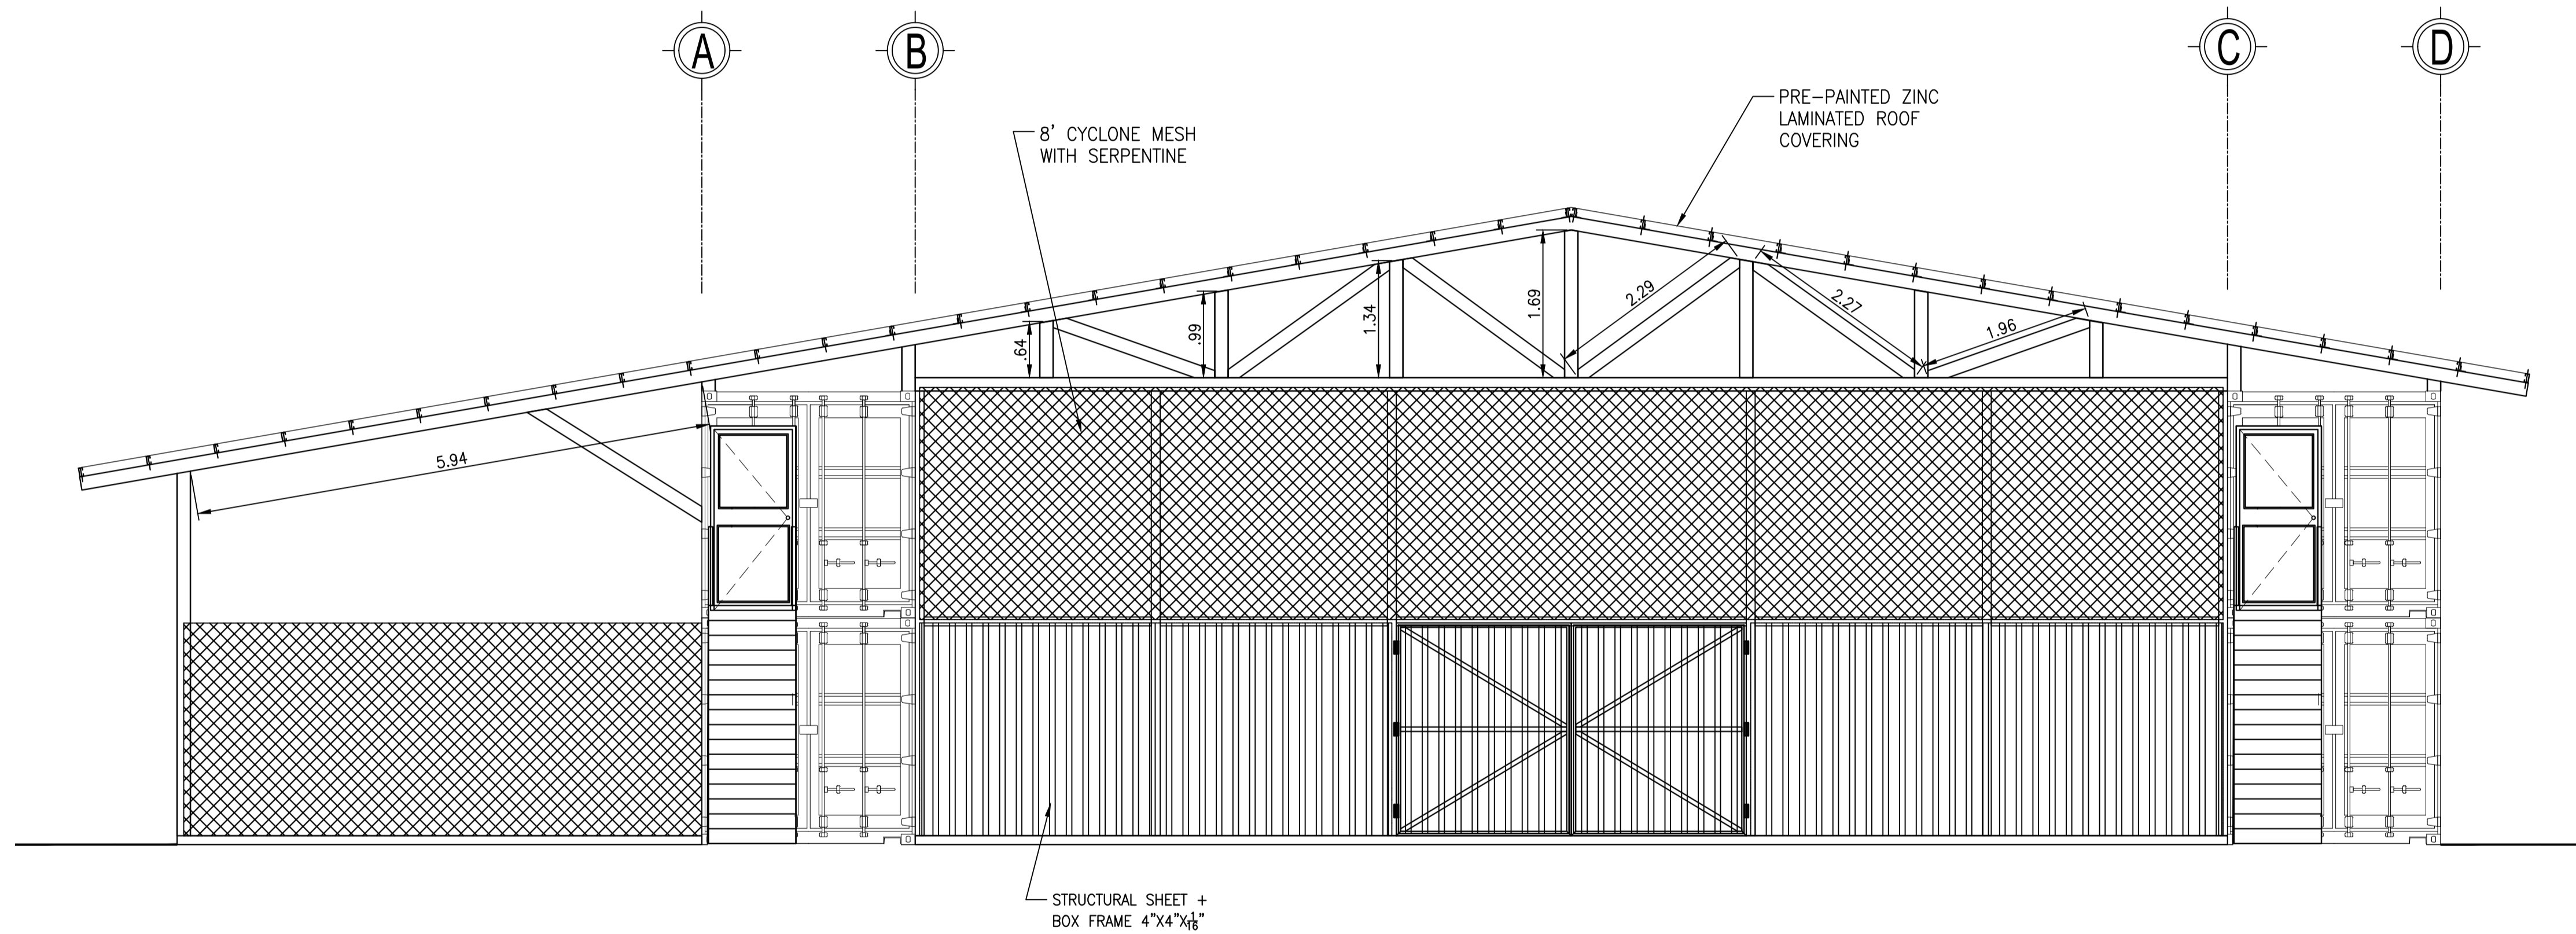 A
B
C
D
8' CYCLONE MESH
WITH SERPENTINE
PRE-PAINTED ZINC
LAMINATED ROOF
COVERING
.64
.99
1.34
1.69
2.29
2.27
1.96
5.94
STRUCTURAL SHEET +
BOX FRAME 4"X4"X1/16"